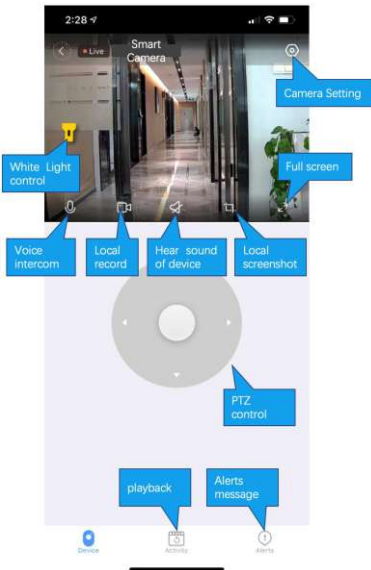 2:28
Live
Smart
Camera
Camera Setting
White Light
control
Full screen
Voice
intercom
Local
record
Hear sound
of device
Local
screenshot
PTZ
control
playback
Alerts
message
Device
Activity
Alerts